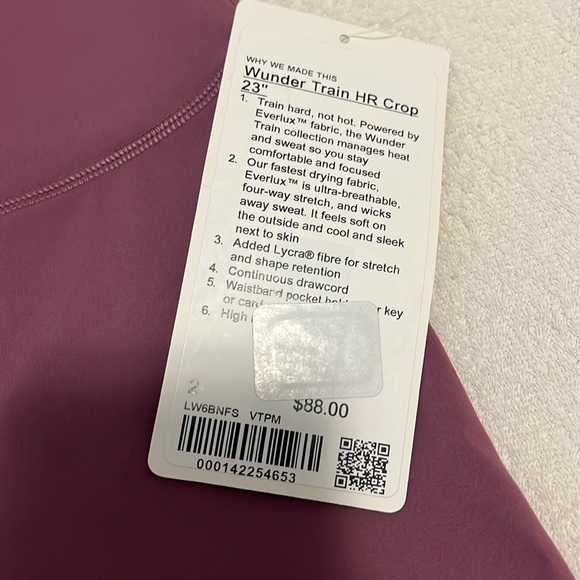 WHY WE MADE THIS
Wunder Train HR Crop
23"
1. Train hard, not hot. Powered by
Everlux™ fabric, the Wunder
Train collection manages heat
and sweat so you stay
comfortable and focused
2. Our fastest drying fabric,
Everlux™ is ultra-breathable,
four-way stretch, and wicks
away sweat. It feels soft on
the outside and cool and sleek
next to skin
3. Added Lycra® fibre for stretch
and shape retention
4. Continuous drawcord
5. Waistband pocket key
or card
6. High
2
$88.00
LW6BNFS VTPM
000142254653